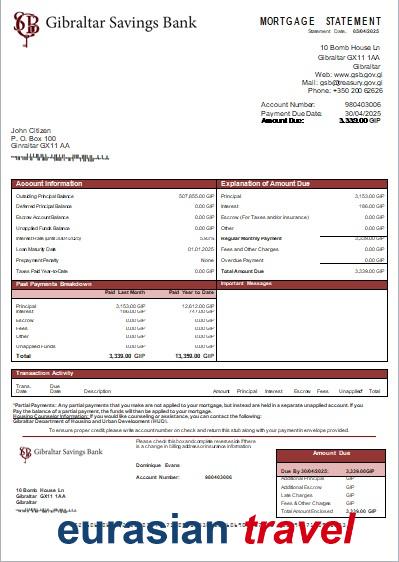 Gibraltar Savings Bank
MORTGAGE STATEMENT
Statement Date. 05/04/2025
10 Bomb House Ln
Gibraltar GX11 1AA
Gibraltar
Web: www.gsb.gov.gi
Mail: gsb@treasury.gov.gi
Phone: +350 200 62626
Account Number: 980403006
Payment Due Date: 30/04/2025
Amount Due: 3,339.00 GIP
John Citizen
P. O. Box 100
Gibraltar GX11 AA
Account Information
Outstanding Principal Balance 507,855.00 GIP
Deferred Principal Balance 0.00 GIP
Escrow Account Balance 0.00 GIP
Unapplied Funds Balance 0.00 GIP
Loan Maturity Date
Prepayment Penalty None
Taxes Paid Year-to-Date 0.00 GIP
Explanation of Amount Due
Principal 3,153.00 GIP
Interest 186.00 GIP
Escrow (For Taxes and/or insurance) 0.00 GIP
Other 0.00 GIP
Regular Monthly Payment 3,339.00 GIP
Fees and Other Charges 0.00 GIP
Overdue Payment 0.00 GIP
Total Amount Due 3,339.00 GIP
Past Payments Breakdown
Paid Last Month Paid Year to Date
Principal 3,153.00 GIP 12,612.00 GIP
Interest 186.00 GIP 747.00 GIP
Escrow 0.00 GIP 0.00 GIP
Fees 0.00 GIP 0.00 GIP
Other 0.00 GIP 0.00 GIP
Unapplied Funds 0.00 GIP 0.00 GIP
Total 3,339.00 GIP 13,359.00 GIP
Important Messages
Transaction Activity
Trans. Date Due Date Description Amount Principal Interest Escrow Fees Unapplied* Total
*Partial Payments: Any partial payments that you make are not applied to your mortgage, but instead are held in a separate unapplied account. If you
Pay the balance of a partial payment, the funds will then be applied to your mortgage.
Housing Counselor Information: If you would like counseling or assistance, you can contact the following:
Gibraltar Department of Housing and Urban Development (HUD).
To ensure proper credit, please write account number on check and return this stub along with your payment in envelope provided.
Gibraltar Savings Bank
Please check this box and complete reverse side if there
is a change in billing address or insurance information
Dominique Evans
Account Number: 980403006
10 Bomb House Ln
Gibraltar GX11 1AA
Gibraltar
Amount Due
Due By 30/04/2025: 3,339.00 GIP
Additional Principal GIP
Additional Escrow GIP
Late Charges GIP
Fees & Other Charges GIP
Total Amount Enclosed 3,339.00 GIP
eurasian travel